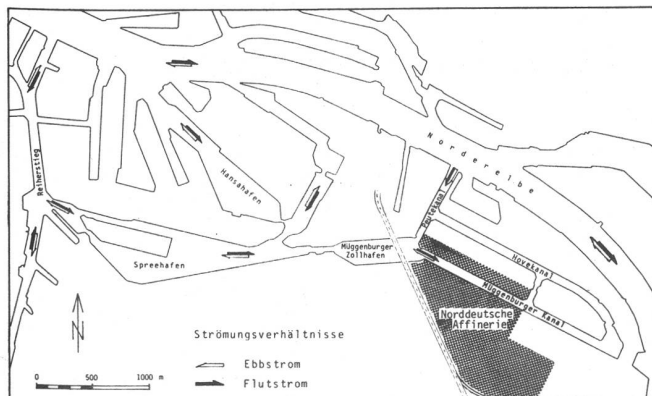 Norderelbe
Reiherstieg
Hansahafen
Peutekanal
Hovekanal
Müggenburger
Zollhafen
Spreehafen
Müggenburger Kanal
Norddeutsche
Affinerie
N
Strömungsverhältnisse
Ebbstrom
Flutstrom
0 500 1000 m